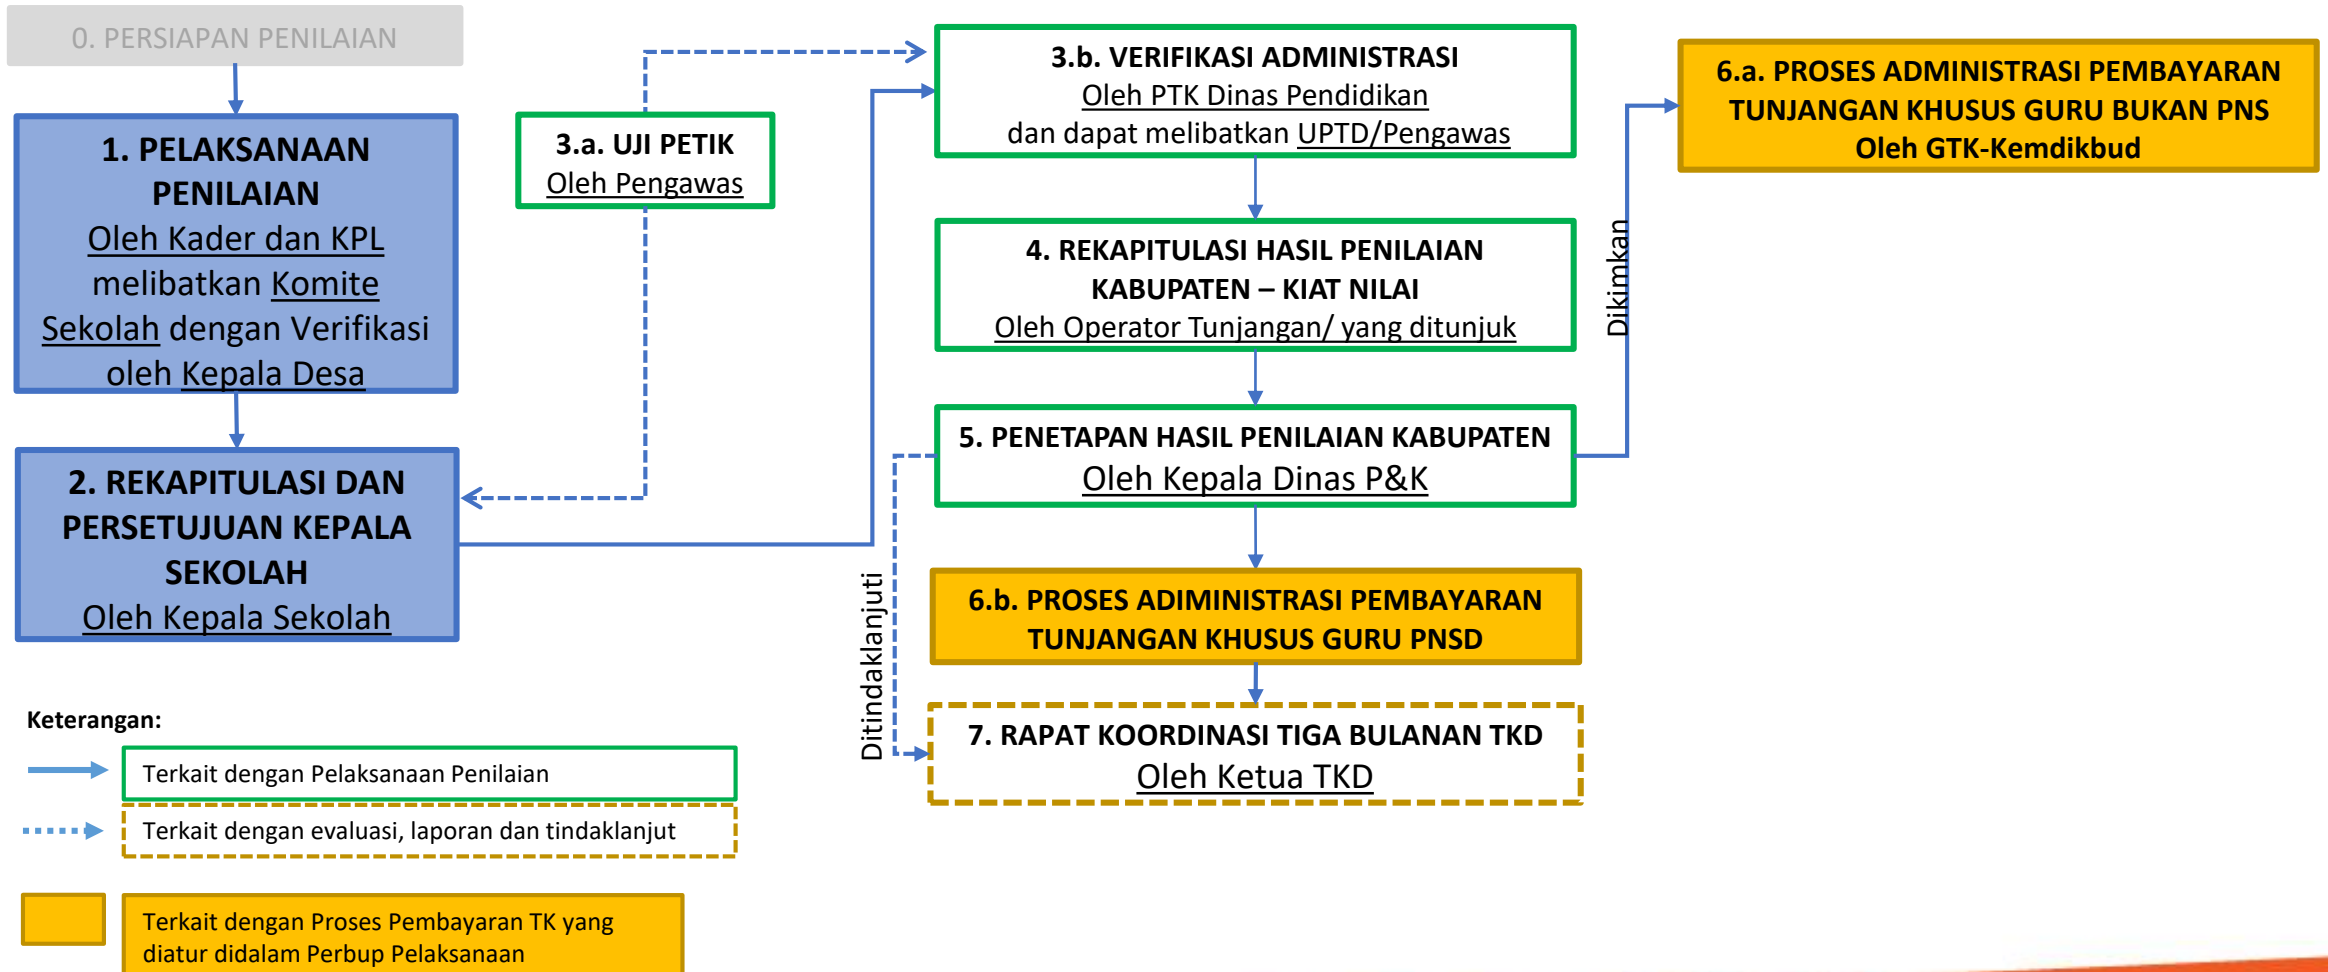 0. PERSIAPAN PENILAIAN
1. PELAKSANAAN
PENILAIAN
Oleh Kader dan KPL
melibatkan Komite
Sekolah dengan Verifikasi
oleh Kepala Desa
2. REKAPITULASI DAN
PERSETUJUAN KEPALA
SEKOLAH
Oleh Kepala Sekolah
3.a. UJI PETIK
Oleh Pengawas
3.b. VERIFIKASI ADMINISTRASI
Oleh PTK Dinas Pendidikan
dan dapat melibatkan UPTD/Pengawas
4. REKAPITULASI HASIL PENILAIAN
KABUPATEN – KIAT NILAI
Oleh Operator Tunjangan/ yang ditunjuk
5. PENETAPAN HASIL PENILAIAN KABUPATEN
Oleh Kepala Dinas P&K
Dikimkan
6.a. PROSES ADMINISTRASI PEMBAYARAN
TUNJANGAN KHUSUS GURU BUKAN PNS
Oleh GTK-Kemdikbud
6.b. PROSES ADIMINISTRASI PEMBAYARAN
TUNJANGAN KHUSUS GURU PNSD
Ditindaklanjuti
7. RAPAT KOORDINASI TIGA BULANAN TKD
Oleh Ketua TKD
Keterangan:
Terkait dengan Pelaksanaan Penilaian
Terkait dengan evaluasi, laporan dan tindaklanjut
Terkait dengan Proses Pembayaran TK yang
diatur didalam Perbup Pelaksanaan